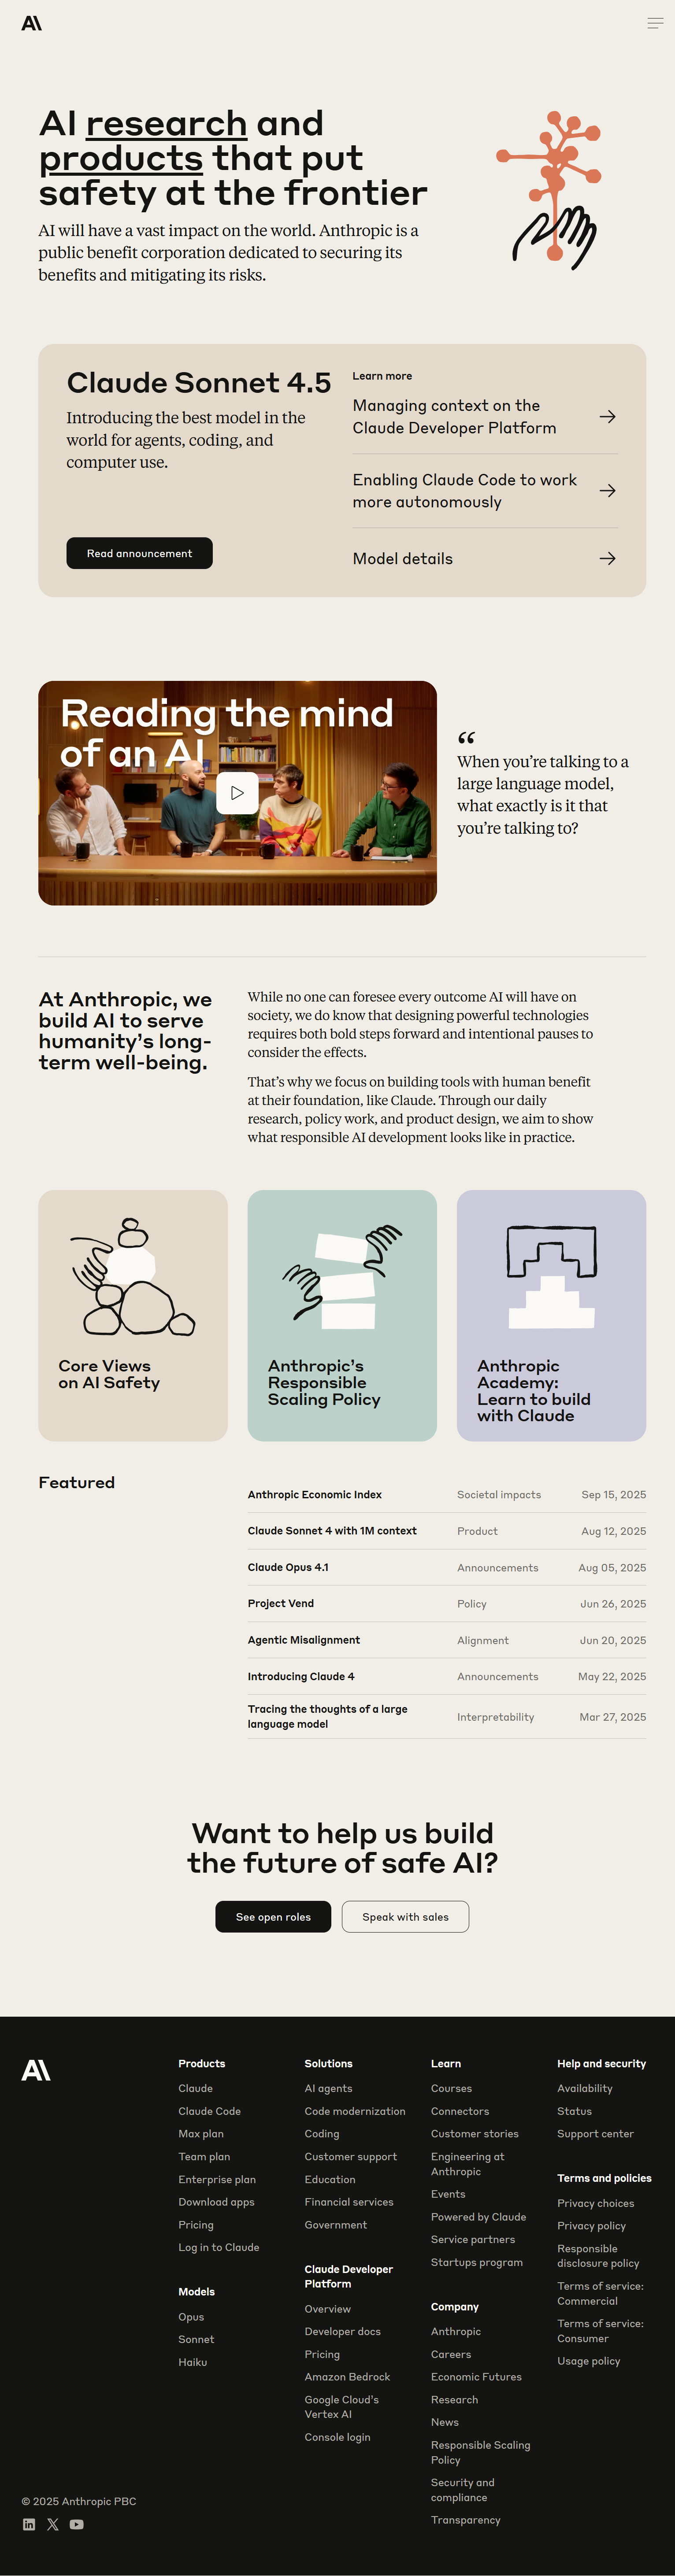 AI research and
products that put
safety at the frontier
AI will have a vast impact on the world. Anthropic is a
public benefit corporation dedicated to securing its
benefits and mitigating its risks.
Claude Sonnet 4.5
Introducing the best model in the
world for agents, coding, and
computer use.
Read announcement
Learn more
Managing context on the
Claude Developer Platform
Enabling Claude Code to work
more autonomously
Model details
Reading the mind
of an AI
“
When you’re talking to a
large language model,
what exactly is it that
you’re talking to?
At Anthropic, we
build AI to serve
humanity’s long-
term well-being.
While no one can foresee every outcome AI will have on
society, we do know that designing powerful technologies
requires both bold steps forward and intentional pauses to
consider the effects.
That’s why we focus on building tools with human benefit
at their foundation, like Claude. Through our daily
research, policy work, and product design, we aim to show
what responsible AI development looks like in practice.
Core Views
on AI Safety
Anthropic’s
Responsible
Scaling Policy
Anthropic
Academy:
Learn to build
with Claude
Featured
Anthropic Economic Index Societal impacts Sep 15, 2025
Claude Sonnet 4 with 1M context Product Aug 12, 2025
Claude Opus 4.1 Announcements Aug 05, 2025
Project Vend Policy Jun 26, 2025
Agentic Misalignment Alignment Jun 20, 2025
Introducing Claude 4 Announcements May 22, 2025
Tracing the thoughts of a large
language model Interpretability Mar 27, 2025
Want to help us build
the future of safe AI?
See open roles
Speak with sales
Products
Claude
Claude Code
Max plan
Team plan
Enterprise plan
Download apps
Pricing
Log in to Claude
Models
Opus
Sonnet
Haiku
Solutions
AI agents
Code modernization
Coding
Customer support
Education
Financial services
Government
Claude Developer
Platform
Overview
Developer docs
Pricing
Amazon Bedrock
Google Cloud’s
Vertex AI
Console login
Learn
Courses
Connectors
Customer stories
Engineering at
Anthropic
Events
Powered by Claude
Service partners
Startups program
Company
Anthropic
Careers
Economic Futures
Research
News
Responsible Scaling
Policy
Security and
compliance
Transparency
Help and security
Availability
Status
Support center
Terms and policies
Privacy choices
Privacy policy
Responsible
disclosure policy
Terms of service:
Commercial
Terms of service:
Consumer
Usage policy
© 2025 Anthropic PBC